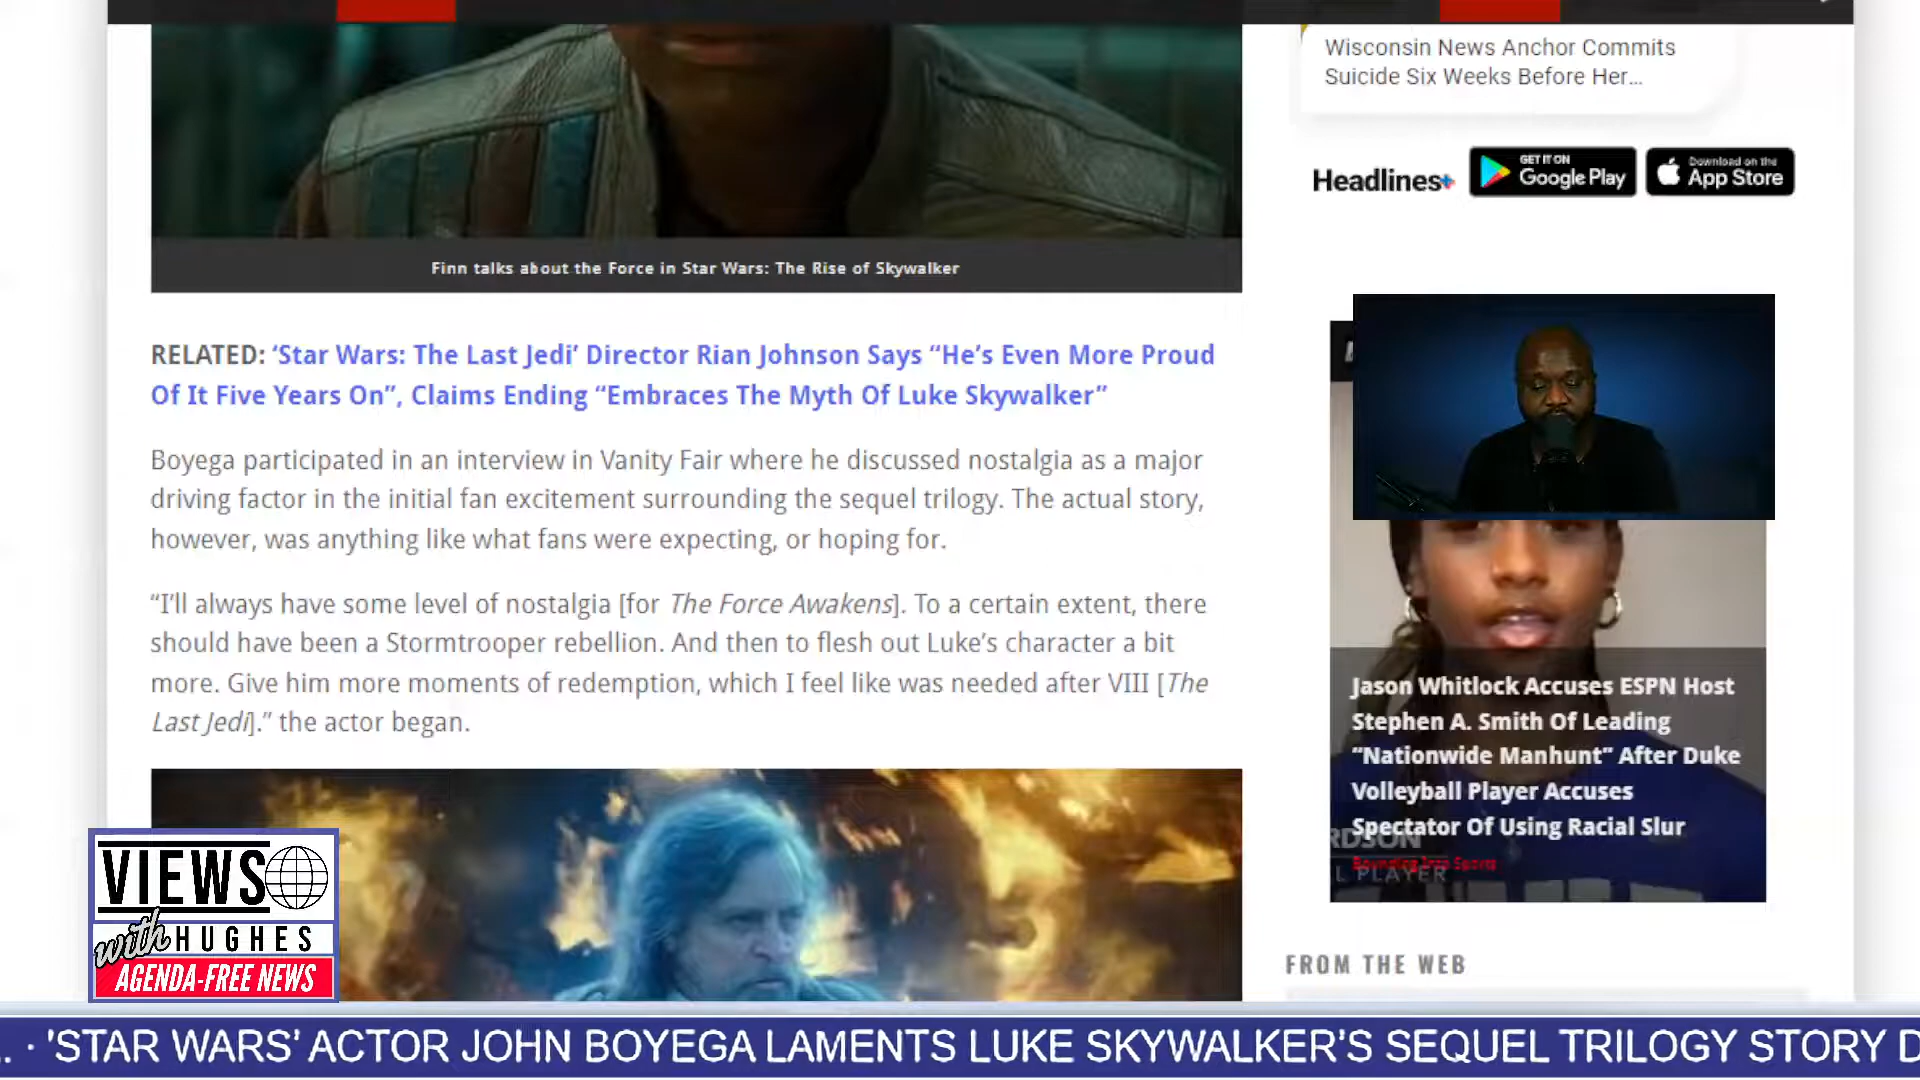 Wisconsin News Anchor Commits
Suicide Six Weeks Before Her...
Headlines+
GET IT ON
Google Play
Download on the
App Store
Finn talks about the Force in Star Wars: The Rise of Skywalker
RELATED: ‘Star Wars: The Last Jedi’ Director Rian Johnson Says “He’s Even More Proud
Of It Five Years On”, Claims Ending “Embraces The Myth Of Luke Skywalker”
Boyega participated in an interview in Vanity Fair where he discussed nostalgia as a major
driving factor in the initial fan excitement surrounding the sequel trilogy. The actual story,
however, was anything like what fans were expecting, or hoping for.
“I’ll always have some level of nostalgia [for The Force Awakens]. To a certain extent, there
should have been a Stormtrooper rebellion. And then to flesh out Luke’s character a bit
more. Give him more moments of redemption, which I feel like was needed after VIII [The
Last Jedi].” the actor began.
Jason Whitlock Accuses ESPN Host
Stephen A. Smith Of Leading
“Nationwide Manhunt” After Duke
Volleyball Player Accuses
Spectator Of Using Racial Slur
RDSON
Bounding Into Sports
L PLAYER
FROM THE WEB
VIEWS
with HUGHES
AGENDA-FREE NEWS
.. · 'STAR WARS' ACTOR JOHN BOYEGA LAMENTS LUKE SKYWALKER'S SEQUEL TRILOGY STORY D